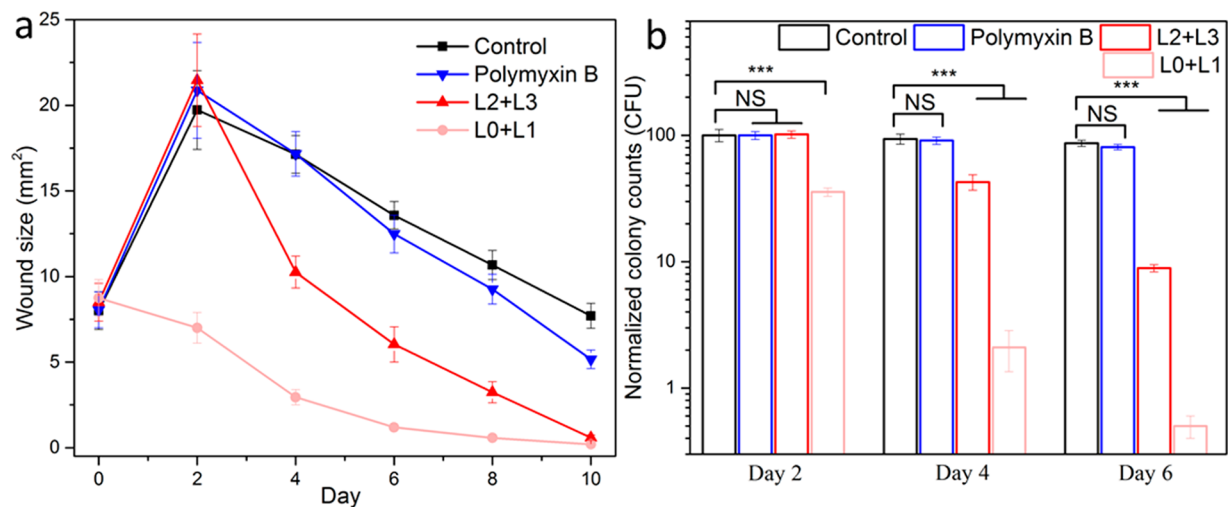 a
25
20
15
10
5
0
Wound size (mm²)
0 2 4 6 8 10
Day
Control
Polymyxin B
L2+L3
L0+L1
b
Normalized colony counts (CFU)
100
10
1
Control Polymyxin B L2+L3
L0+L1
*** NS
*** NS
*** NS
Day 2 Day 4 Day 6